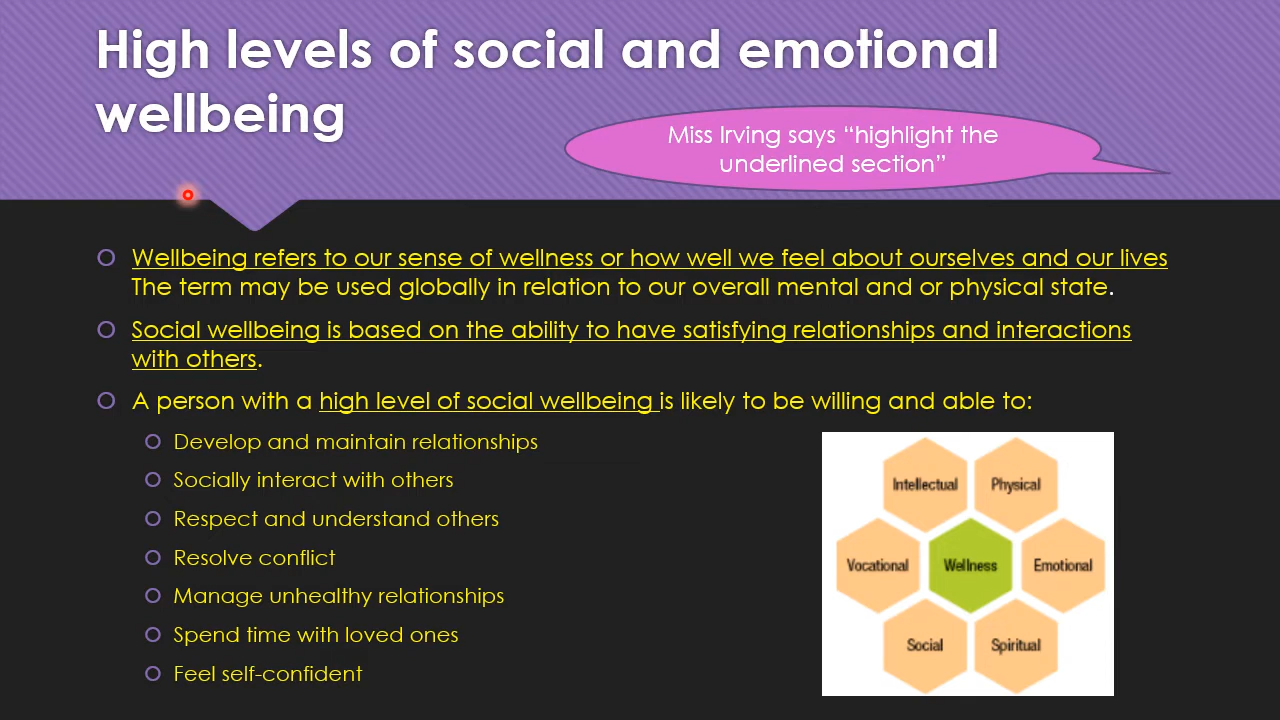 High levels of social and emotional
wellbeing
Miss Irving says “highlight the
underlined section”
Wellbeing refers to our sense of wellness or how well we feel about ourselves and our lives
The term may be used globally in relation to our overall mental and or physical state.
Social wellbeing is based on the ability to have satisfying relationships and interactions
with others.
A person with a high level of social wellbeing is likely to be willing and able to:
Develop and maintain relationships
Socially interact with others
Respect and understand others
Resolve conflict
Manage unhealthy relationships
Spend time with loved ones
Feel self-confident
Intellectual Physical
Vocational Wellness Emotional
Social Spiritual